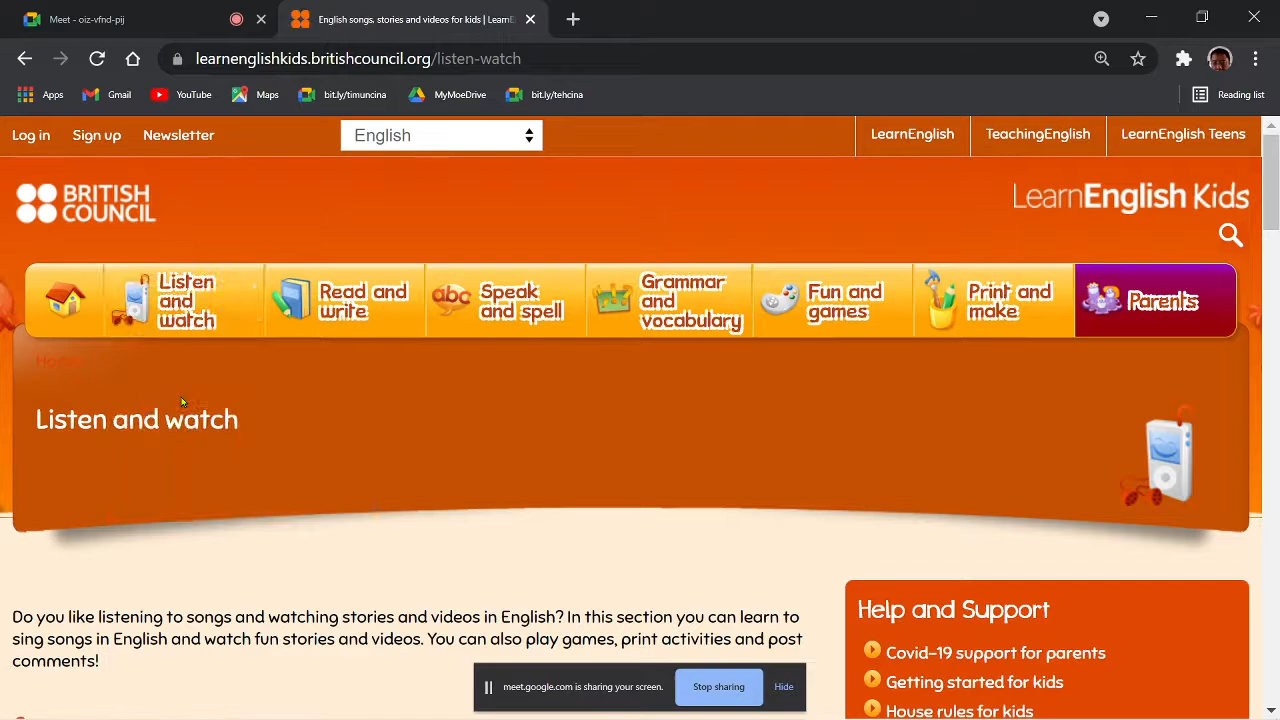 Meet - oiz-vfnd-pij
English songs, stories and videos for kids | LearnE
learnenglishkids.britishcouncil.org/listen-watch
Apps Gmail YouTube Maps bit.ly/timuncina MyMoeDrive bit.ly/tehcina Reading list
Log in Sign up Newsletter English LearnEnglish TeachingEnglish LearnEnglish Teens
BRITISH
COUNCIL
LearnEnglish Kids
Listen
and
watch
Read and
write
Speak
and spell
Grammar
and
vocabulary
Fun and
games
Print and
make
Parents
Home
Listen and watch
Do you like listening to songs and watching stories and videos in English? In this section you can learn to
sing songs in English and watch fun stories and videos. You can also play games, print activities and post
comments!
Help and Support
Covid-19 support for parents
Getting started for kids
House rules for kids
meet.google.com is sharing your screen. Stop sharing Hide
abc